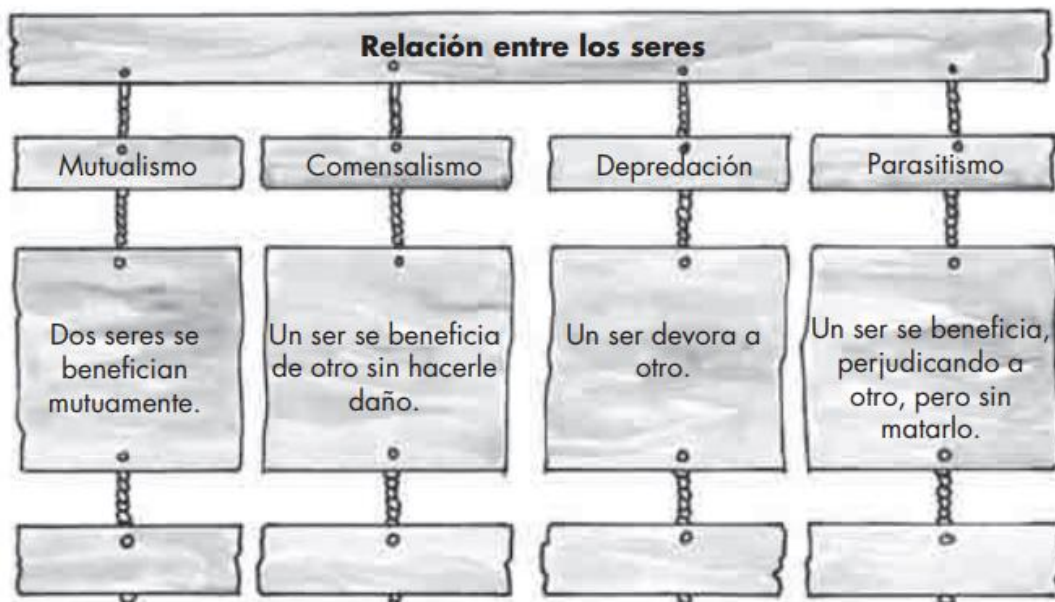 Relación entre los seres
Mutualismo
Comensalismo
Depredación
Parasitismo
Dos seres se
benefician
mutuamente.
Un ser se beneficia
de otro sin hacerle
daño.
Un ser devora a
otro.
Un ser se beneficia,
perjudicando a
otro, pero sin
matarlo.